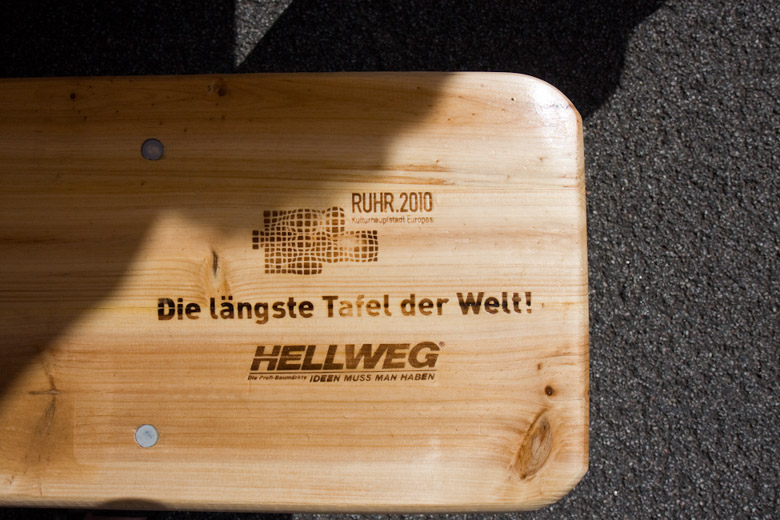 RUHR.2010
Kulturhauptstadt Europas
Die längste Tafel der Welt!
HELLWEG®
Die Profi-Baumärkte IDEEN MUSS MAN HABEN